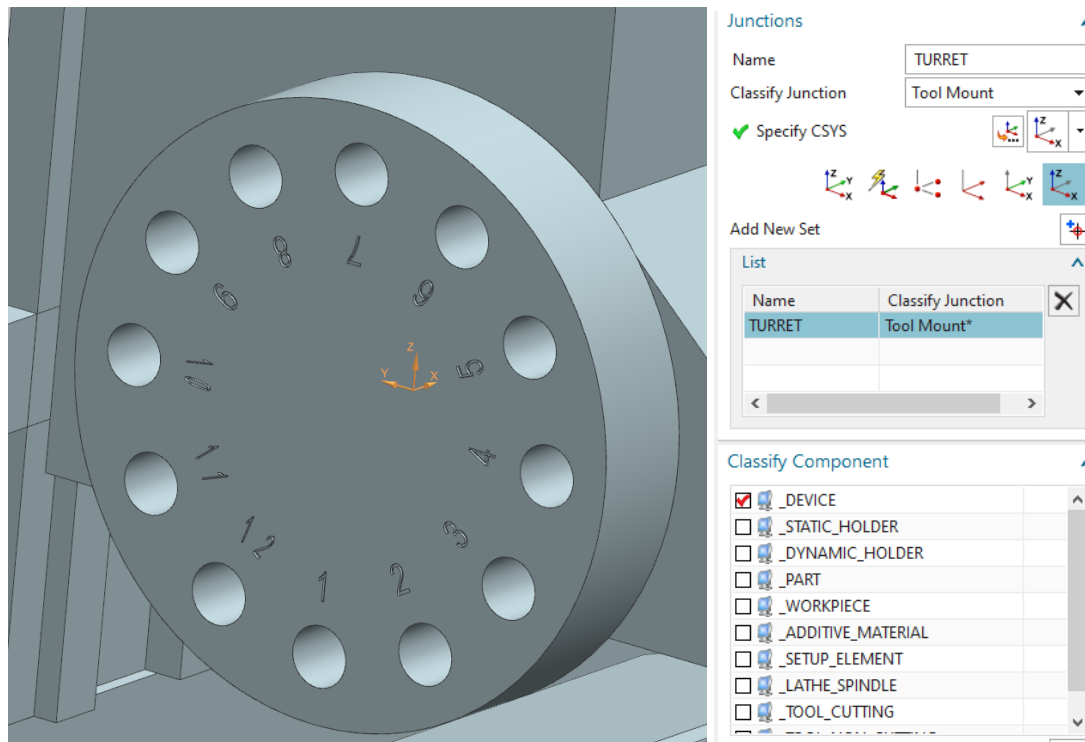 8 7
9 6
10 5
Z
Y X
11 4
12 3
1 2
Junctions
Name TURRET
Classify Junction Tool Mount
Specify CSYS
Z
X
Z Y X
Y X
Z X
Add New Set
List
Name Classify Junction
TURRET Tool Mount*
Classify Component
_DEVICE
_STATIC_HOLDER
_DYNAMIC_HOLDER
_PART
_WORKPIECE
_ADDITIVE_MATERIAL
_SETUP_ELEMENT
_LATHE_SPINDLE
_TOOL_CUTTING